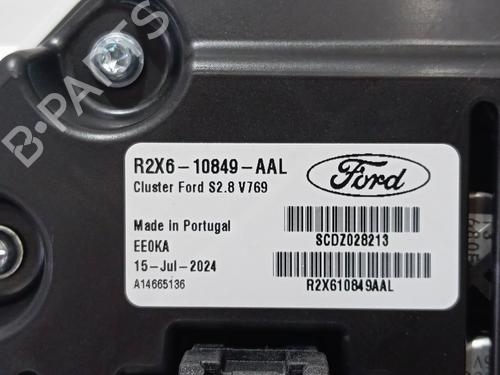 B-PARTS
R2X6-10849-AAL
Cluster Ford S2.8 V769
Ford
Made in Portugal
EE0KA
15-Jul-2024
A14665136
SCDZ028213
R2X610849AAL